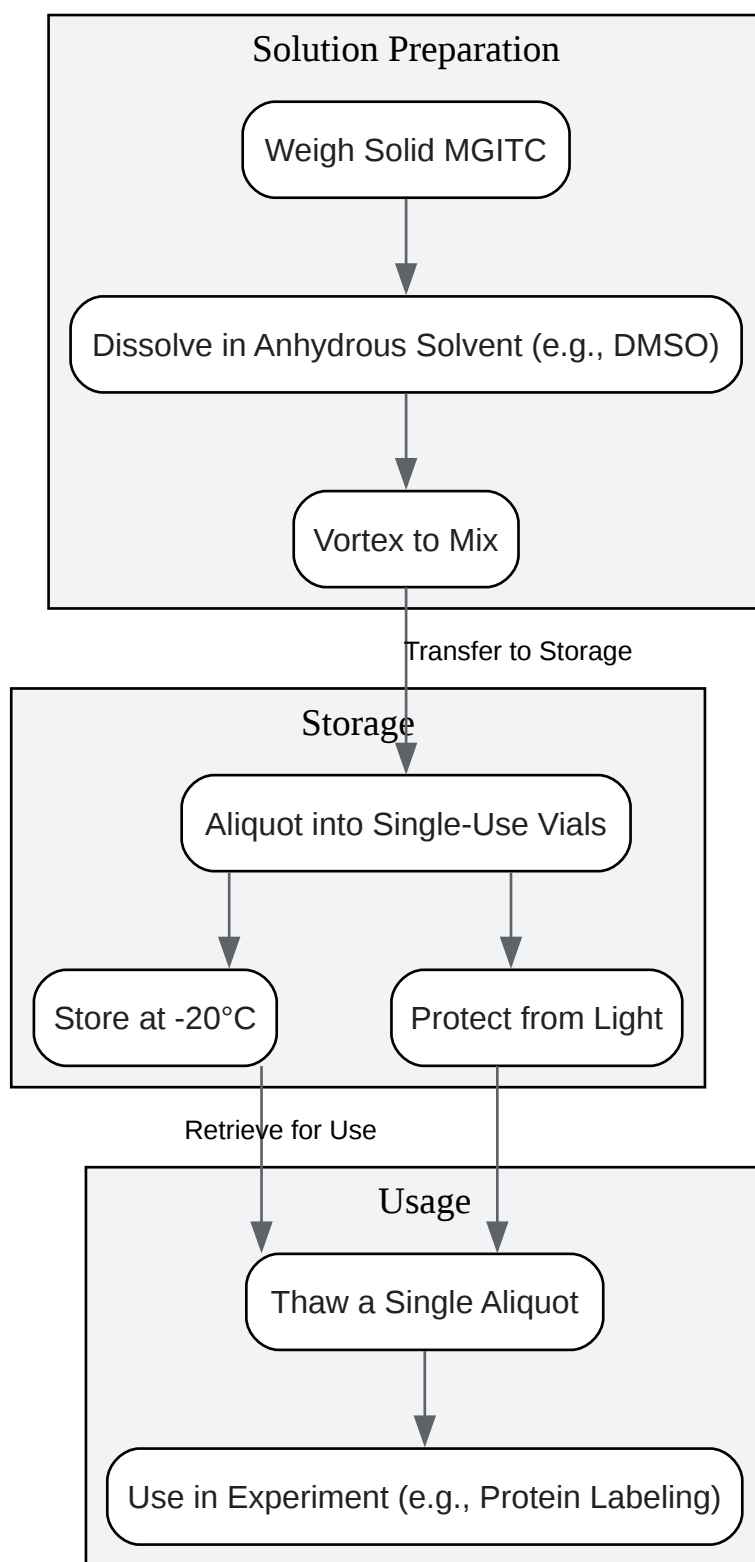 Solution Preparation
Weigh Solid MGITC
Dissolve in Anhydrous Solvent (e.g., DMSO)
Vortex to Mix
Transfer to Storage
Storage
Aliquot into Single-Use Vials
Store at -20°C
Protect from Light
Retrieve for Use
Usage
Thaw a Single Aliquot
Use in Experiment (e.g., Protein Labeling)